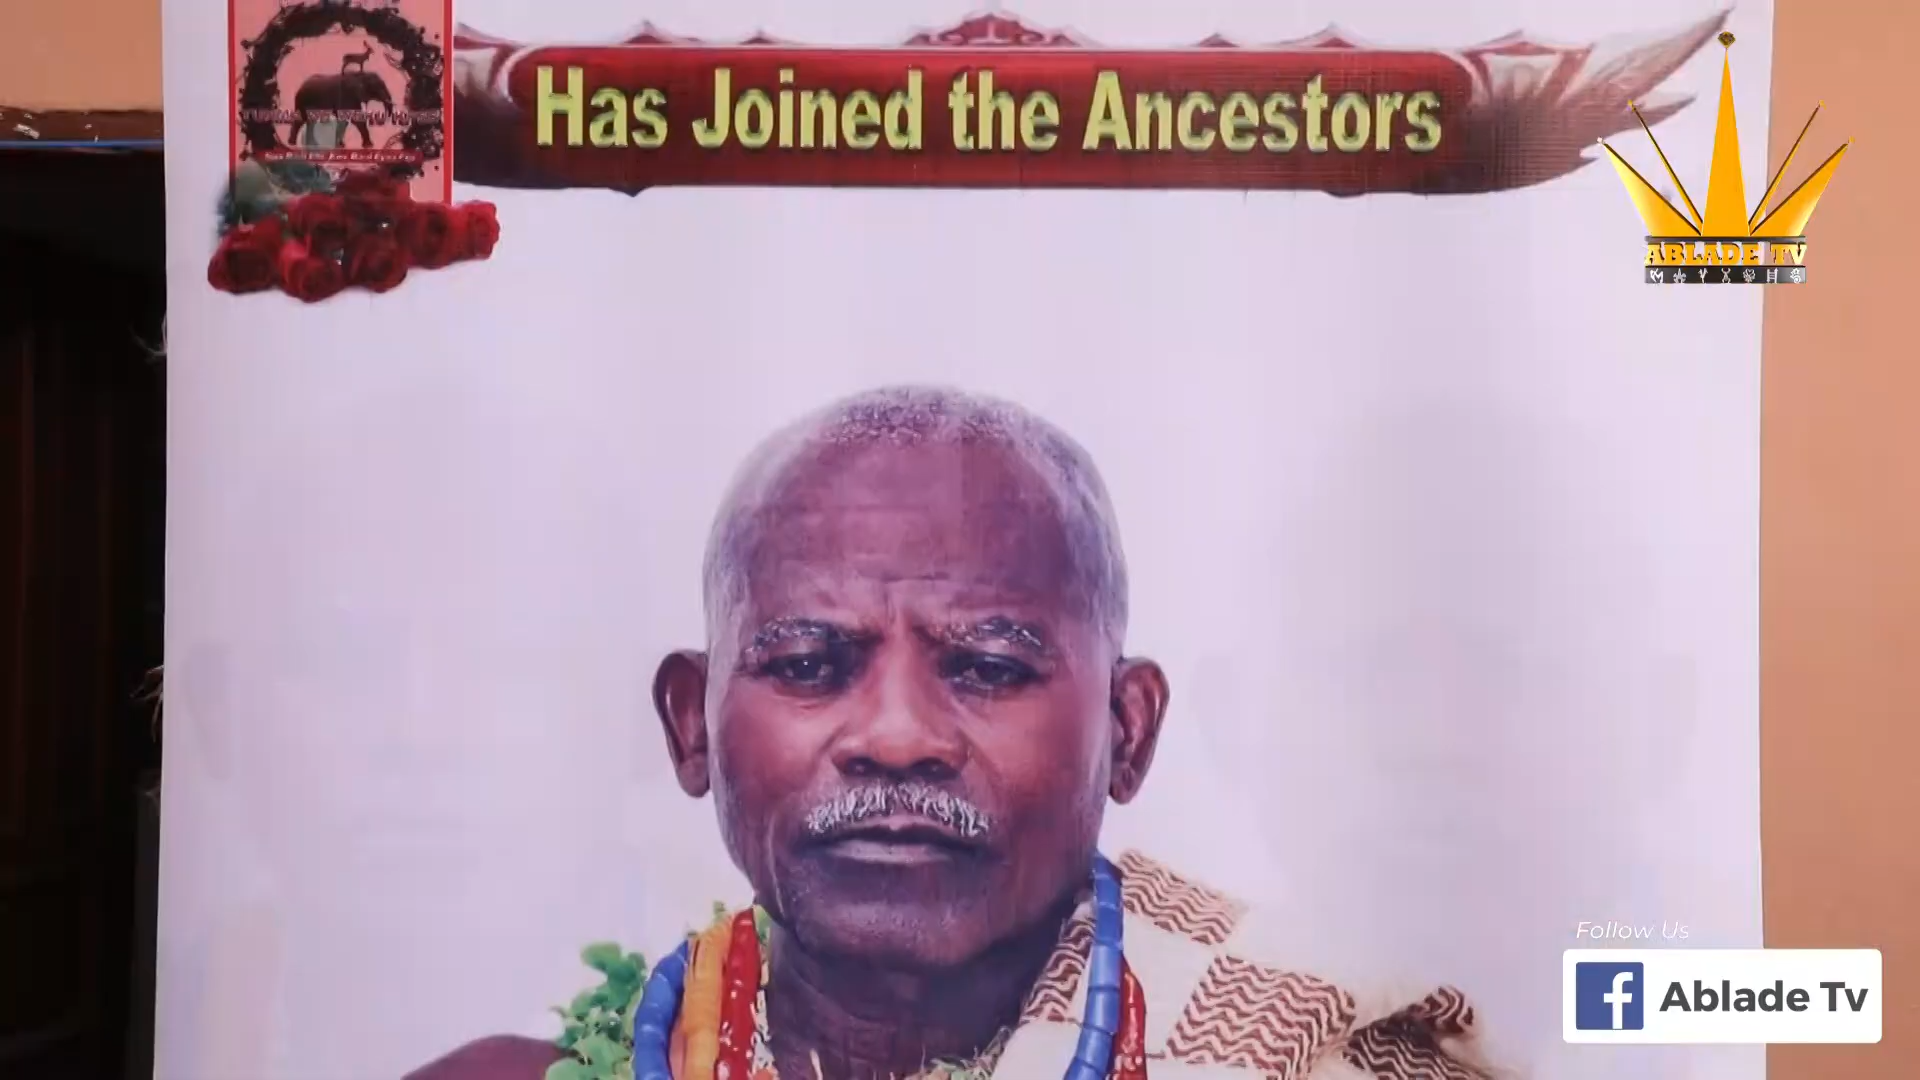 Has Joined the Ancestors
ABLADE TV
Follow Us
Ablade Tv